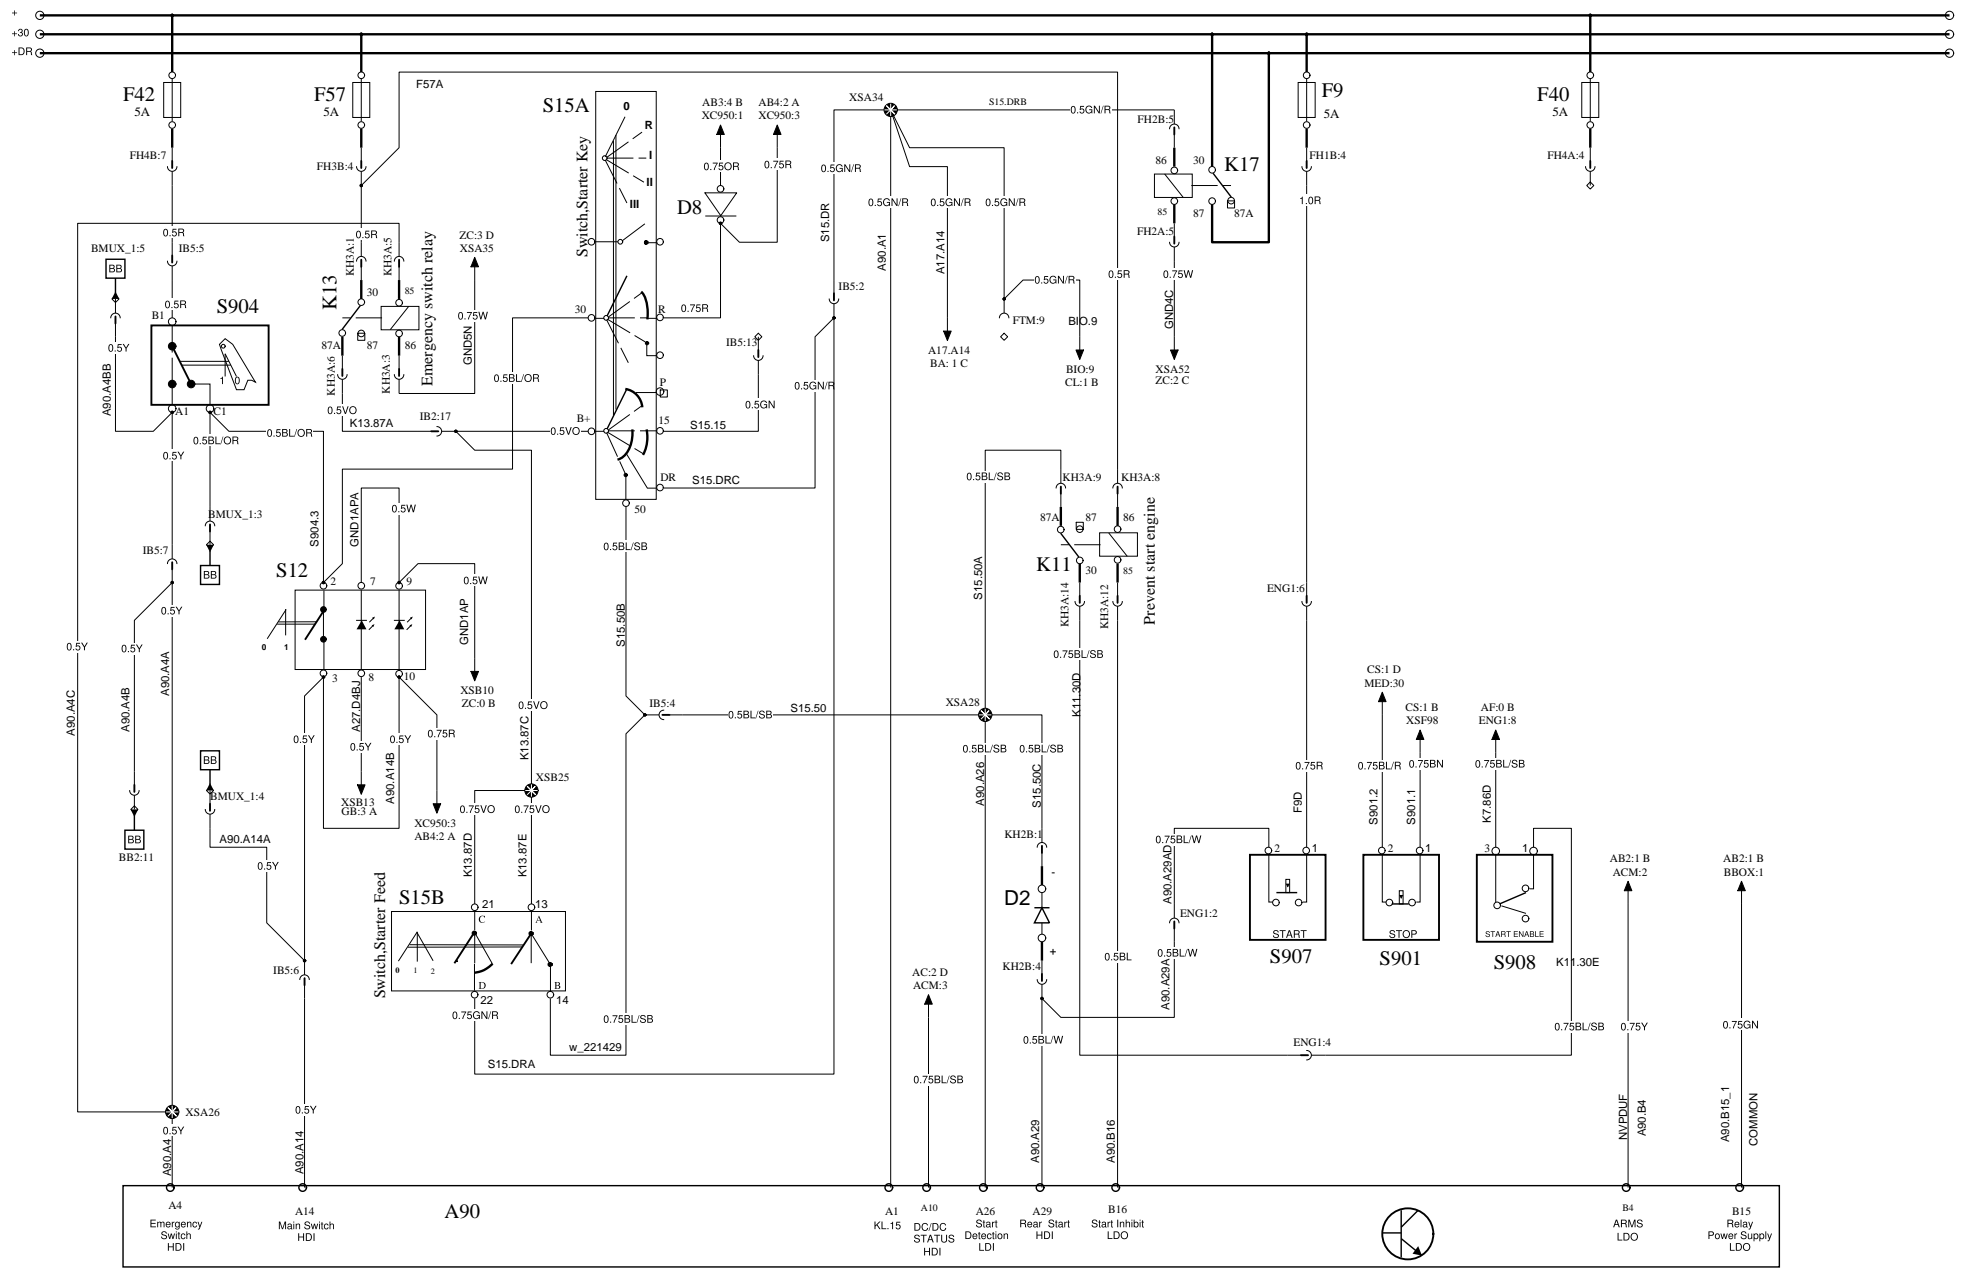 +
+30
+DR
F42
5A
FH4B:7
F57
5A
FH3B:4
F57A
S15A
Switch,Starter Key
0
R
I
II
III
AB3:4 B
XC950:1
AB4:2 A
XC950:3
0.75OR
0.75R
D8
XSA34
S15.DRB
0.5GN/R
FH2B:5
86
30
K17
85
87
87A
FH2A:5
0.75W
GND4C
XSA52
ZC:2 C
F9
5A
FH1B:4
1.0R
F40
5A
FH4A:4
0.5GN/R
S15.DR
IB5:2
0.5GN/R
A90.A1
0.5GN/R
A17.A14
A17.A14
BA: 1 C
0.5GN/R
0.5GN/R
FTM:9
BIO.9
BIO:9
CL:1 B
0.5R
BMUX_1:5
BB
0.5R
IB5:5
0.5R
B1
S904
1 0
A1
C1
0.5Y
A90.A4BB
0.5R
KH3A:1
KH3A:5
K13
30
85
87A
87
86
Emergency switch relay
KH3A:6
KH3A:3
0.5VO
K13.87A
ZC:3 D
XSA35
0.75W
GND5N
IB2:17
0.5VO
0.5BL/OR
30
R
0.75R
P
B+
15
S15.15
IB5:13
0.5GN
0.5GN/R
DR
S15.DRC
50
0.5BL/SB
S15.50B
0.5BL/OR
0.5BL/OR
0.5Y
BMUX_1:3
BB
IB5:7
0.5Y
0.5Y
A90.A4A
A90.A4B
0.5Y
A90.A4C
BB
BB2:11
S904.3
GND1APA
0.5W
S12
2
7
9
0 1
3
8
10
0.5W
GND1AP
XSB10
ZC:0 B
A27.D4BJ
0.5Y
0.5Y
0.5Y
A90.A14B
XSB13
GB:3 A
0.75R
XC950:3
AB4:2 A
BB
BMUX_1:4
A90.A14A
0.5Y
IB5:6
0.5VO
K13.87C
XSB25
0.75VO
0.75VO
K13.87D
K13.87E
S15B
Switch,Starter Feed
21
13
C
A
0 1 2
D
B
22
14
0.75GN/R
w_221429
S15.DRA
0.75BL/SB
IB5:4
0.5BL/SB
S15.50
XSA28
0.5BL/SB
S15.50A
KH3A:9
KH3A:8
87A
87
86
K11
30
85
Prevent start engine
KH3A:14
KH3A:12
0.75BL/SB
K11.30D
0.5BL/SB
A90.A26
0.5BL/SB
S15.50C
KH2B:1
-
D2
+
KH2B:4
0.5BL/W
0.5BL
A90.A29
A90.B16
0.75BL/W
A90.A29AD
ENG1:2
0.5BL/W
A90.A29A
ENG1:6
0.75R
F9D
2
1
START
S907
CS:1 D
MED:30
CS:1 B
XSF98
0.75BL/R
0.75BN
S901.2
S901.1
2
1
STOP
S901
AF:0 B
ENG1:8
0.75BL/SB
K7.86D
3
1
START ENABLE
S908
K11.30E
0.75BL/SB
ENG1:4
AB2:1 B
ACM:2
0.75Y
NVPDUF
A90.B4
AB2:1 B
BBOX:1
0.75GN
A90.B15_1
COMMON
AC:2 D
ACM:3
0.75BL/SB
XSA26
0.5Y
A90.A4
0.5Y
A90.A14
A90
A4
Emergency
Switch
HDI
A14
Main Switch
HDI
A1
KL.15
A10
DC/DC
STATUS
HDI
A26
Start
Detection
LDI
A29
Rear Start
HDI
B16
Start Inhibit
LDO
B4
ARMS
LDO
B15
Relay
Power Supply
LDO